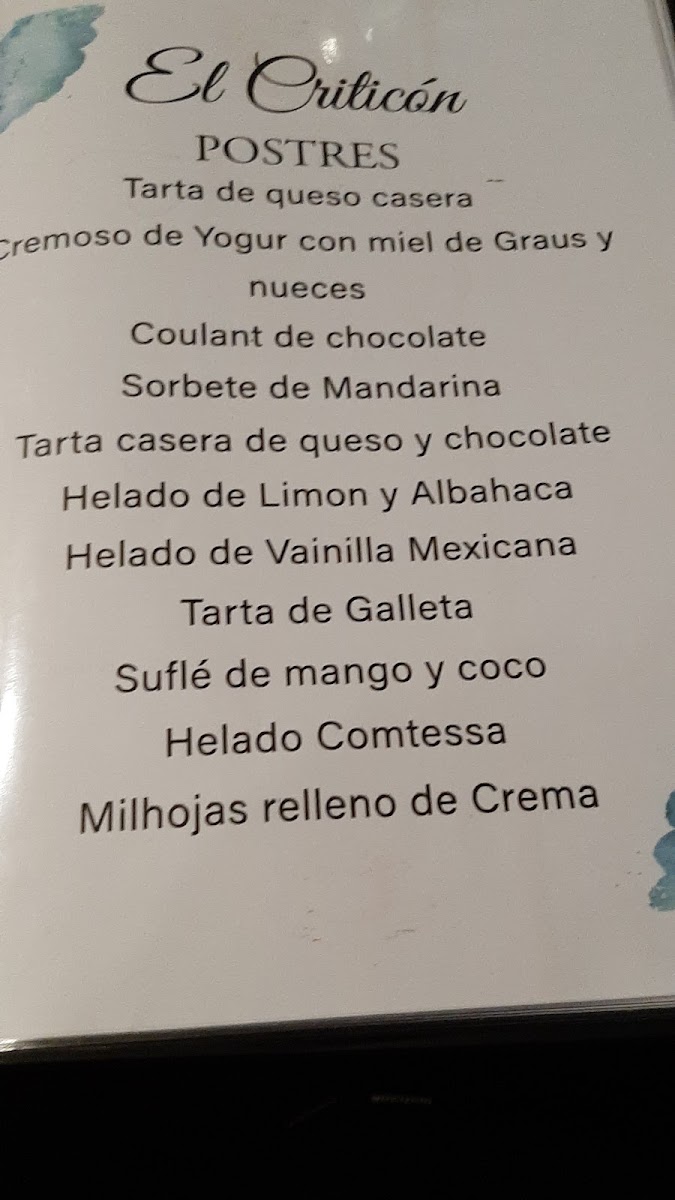 El Criticón
POSTRES
Tarta de queso casera
Cremoso de Yogur con miel de Graus y
nueces
Coulant de chocolate
Sorbete de Mandarina
Tarta casera de queso y chocolate
Helado de Limon y Albahaca
Helado de Vainilla Mexicana
Tarta de Galleta
Suflé de mango y coco
Helado Comtessa
Milhojas relleno de Crema